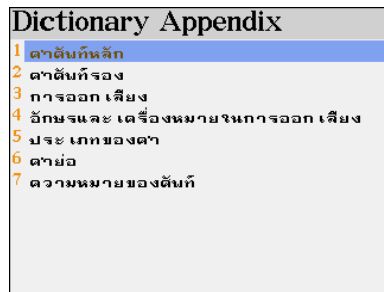 Dictionary Appendix
1 คำศัพท์หลัก
2 คำศัพท์รอง
3 การออกเสียง
4 อักษรและเครื่องหมายในการออกเสียง
5 ประเภทของคำ
6 คำย่อ
7 ความหมายของศัพท์